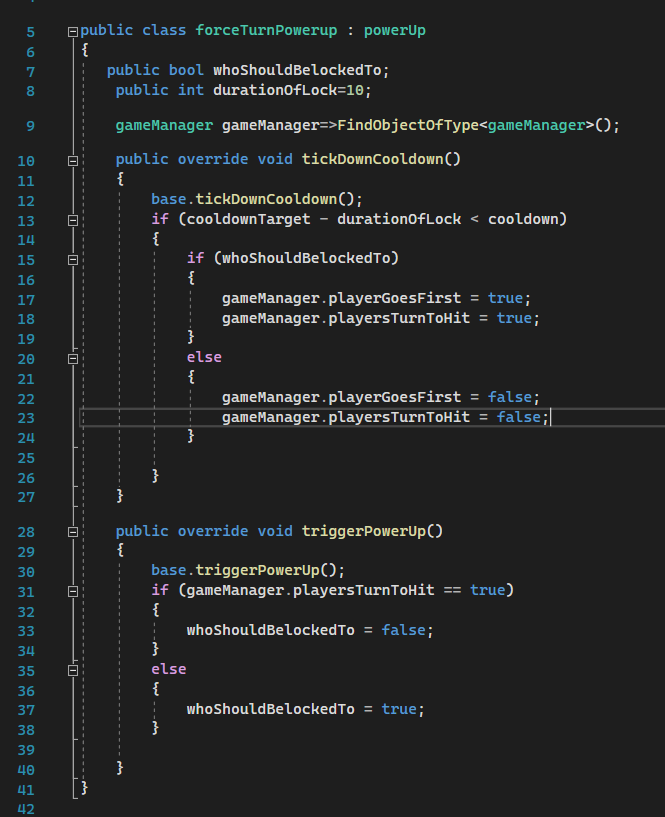 5 public class forceTurnPowerup : powerUp
6 {
7 public bool whoShouldBelockedTo;
8 public int durationOfLock=10;
9 gameManager gameManager=>FindObjectOfType<gameManager>();
10 public override void tickDownCooldown()
11 {
12 base.tickDownCooldown();
13 if (cooldownTarget - durationOfLock < cooldown)
14 {
15 if (whoShouldBelockedTo)
16 {
17 gameManager.playerGoesFirst = true;
18 gameManager.playersTurnToHit = true;
19 }
20 else
21 {
22 gameManager.playerGoesFirst = false;
23 gameManager.playersTurnToHit = false;
24 }
25
26 }
27 }
28 public override void triggerPowerUp()
29 {
30 base.triggerPowerUp();
31 if (gameManager.playersTurnToHit == true)
32 {
33 whoShouldBelockedTo = false;
34 }
35 else
36 {
37 whoShouldBelockedTo = true;
38 }
39
40 }
41 }
42